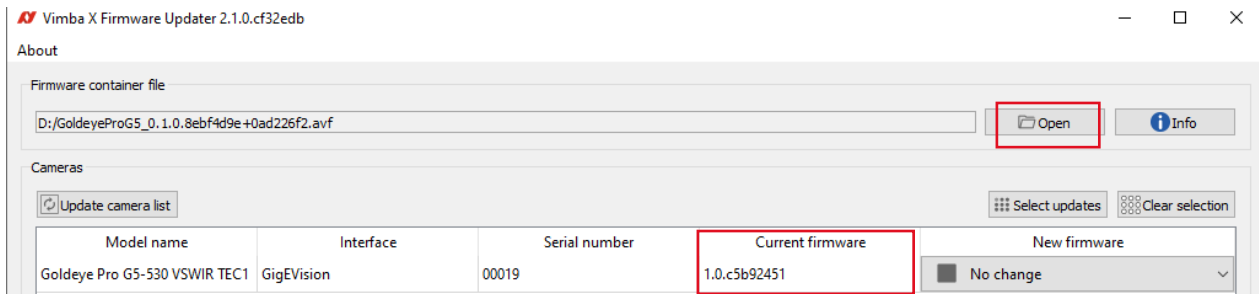 Vimba X Firmware Updater 2.1.0.cf32edb
About
Firmware container file
D:/GoldeyeProG5_0.1.0.8ebf4d9e+0ad226f2.avf
Open
Info
Cameras
Update camera list
Select updates
Clear selection
Model name Interface Serial number Current firmware New firmware
Goldeye Pro G5-530 VSWIR TEC1 GigEVision 00019 1.0.c5b92451 No change